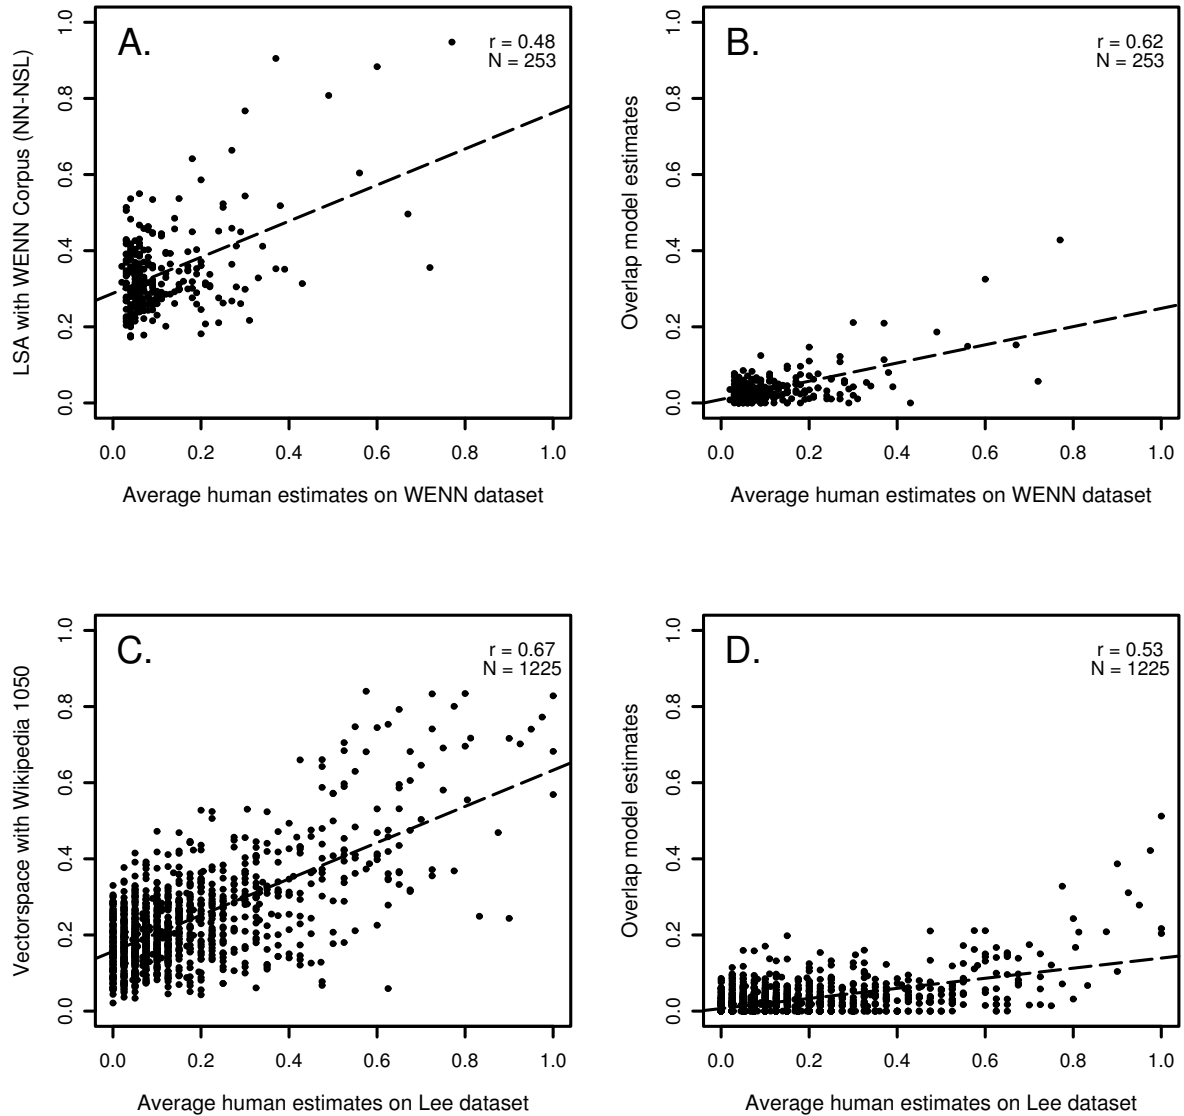 A.
r = 0.48
N = 253
LSA with WENN Corpus (NN-NSL)
1.0
0.8
0.6
0.4
0.2
0.0
0.0 0.2 0.4 0.6 0.8 1.0
Average human estimates on WENN dataset
B.
r = 0.62
N = 253
Overlap model estimates
1.0
0.8
0.6
0.4
0.2
0.0
0.0 0.2 0.4 0.6 0.8 1.0
Average human estimates on WENN dataset
C.
r = 0.67
N = 1225
Vectorspace with Wikipedia 1050
1.0
0.8
0.6
0.4
0.2
0.0
0.0 0.2 0.4 0.6 0.8 1.0
Average human estimates on Lee dataset
D.
r = 0.53
N = 1225
Overlap model estimates
1.0
0.8
0.6
0.4
0.2
0.0
0.0 0.2 0.4 0.6 0.8 1.0
Average human estimates on Lee dataset